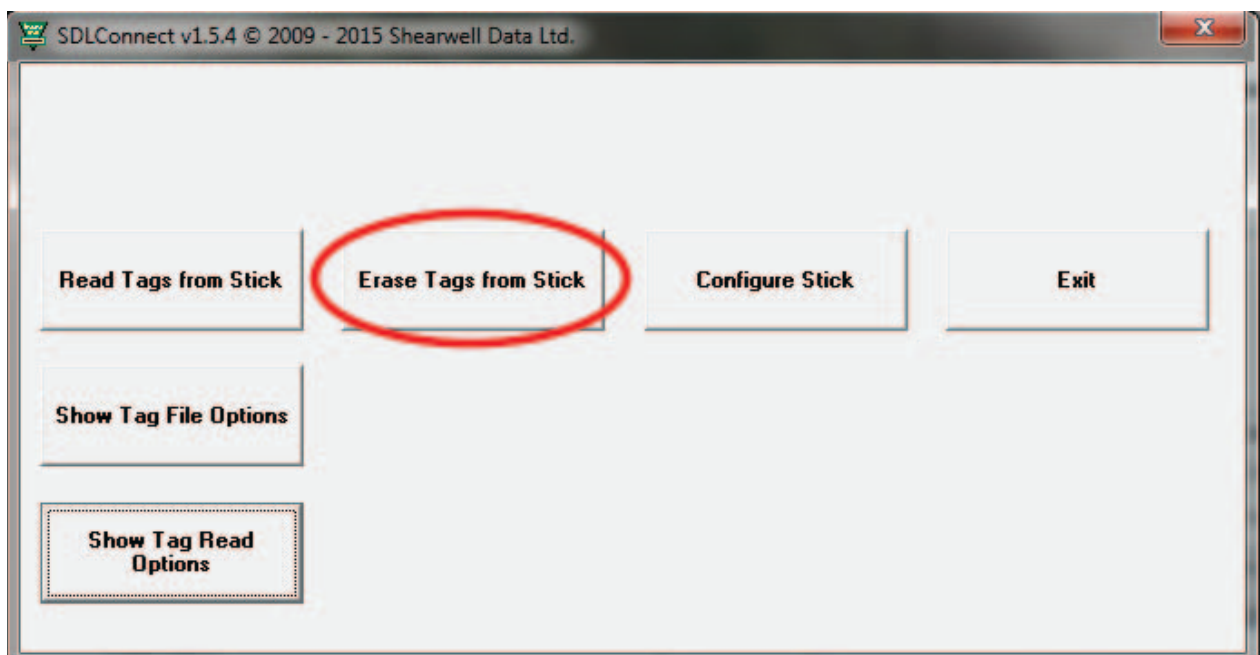 SDLConnect v1.5.4 © 2009 - 2015 Shearwell Data Ltd.
Read Tags from Stick
Erase Tags from Stick
Configure Stick
Exit
Show Tag File Options
Show Tag Read
Options